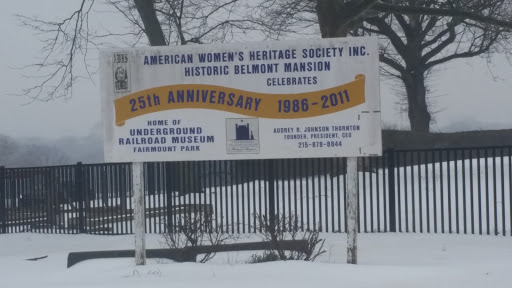 AMERICAN WOMEN'S HERITAGE SOCIETY INC.
HISTORIC BELMONT MANSION
CELEBRATES
25th ANNIVERSARY 1986-2011
HOME OF
UNDERGROUND
RAILROAD MUSEUM
FAIRMOUNT PARK
AUDREY R. JOHNSON THORNTON
FOUNDER, PRESIDENT, CEO
215-878-8844